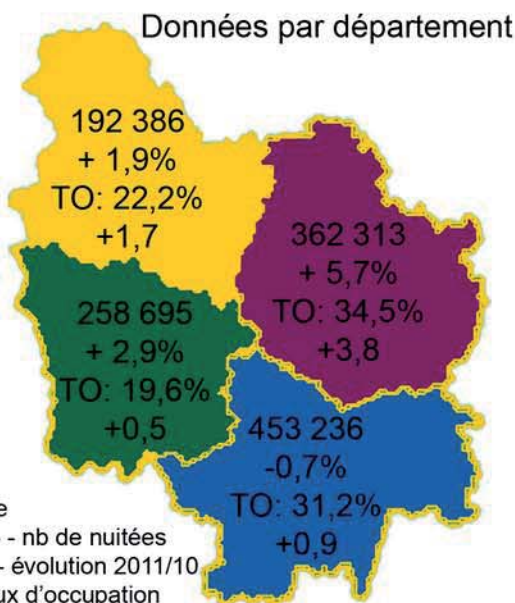 Données par département
192 386
+ 1,9%
TO: 22,2%
+1,7
362 313
+ 5,7%
TO: 34,5%
+3,8
258 695
+ 2,9%
TO: 19,6%
+0,5
453 236
-0,7%
TO: 31,2%
+0,9
- nb de nuitées
- évolution 2011/10
d'occupation